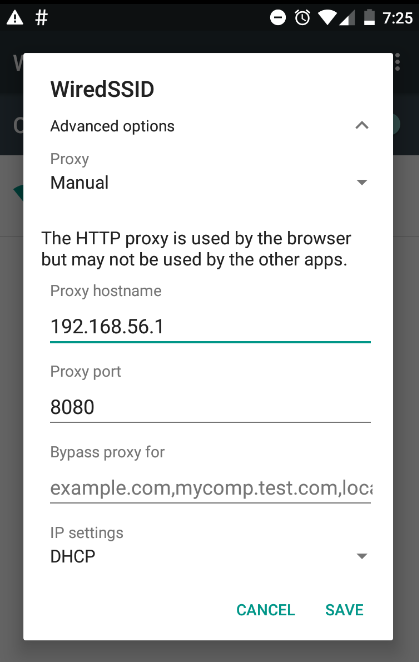 #
7:25
WiredSSID
Advanced options
Proxy
Manual
The HTTP proxy is used by the browser
but may not be used by the other apps.
Proxy hostname
192.168.56.1
Proxy port
8080
Bypass proxy for
example.com,mycomp.test.com,loca
IP settings
DHCP
CANCEL SAVE